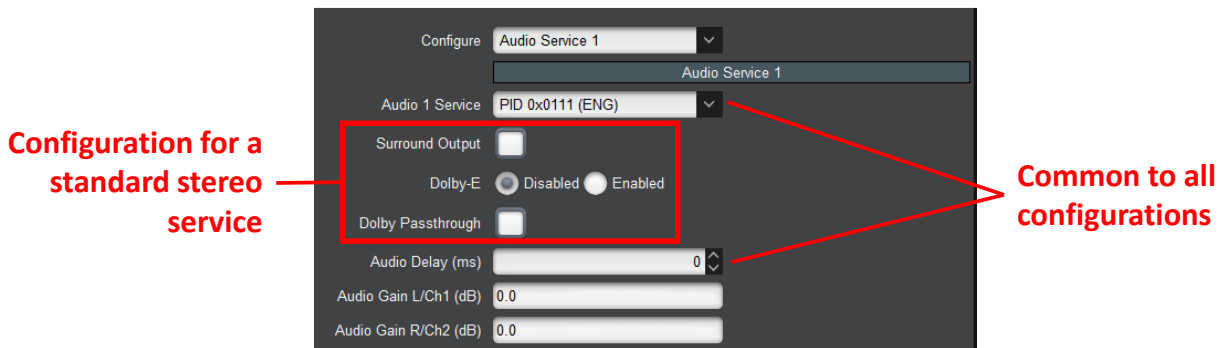 Configure Audio Service 1
Audio Service 1
Audio 1 Service PID 0x0111 (ENG)
Configuration for a
standard stereo
service
Surround Output
Dolby-E Disabled Enabled
Dolby Passthrough
Common to all
configurations
Audio Delay (ms) 0
Audio Gain L/Ch1 (dB) 0.0
Audio Gain R/Ch2 (dB) 0.0